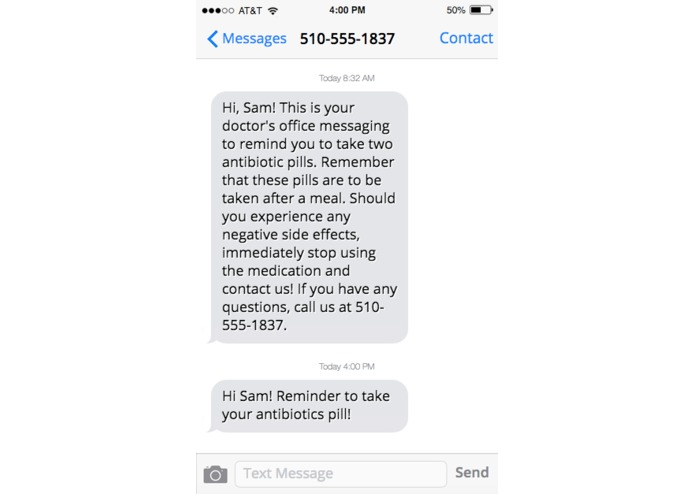 AT&T 4:00 PM 50%
Messages 510-555-1837 Contact
Today 8:32 AM
Hi, Sam! This is your
doctor's office messaging
to remind you to take two
antibiotic pills. Remember
that these pills are to be
taken after a meal. Should
you experience any
negative side effects,
immediately stop using
the medication and
contact us! If you have any
questions, call us at 510-
555-1837.
Today 4:00 PM
Hi Sam! Reminder to take
your antibiotics pill!
Text Message Send